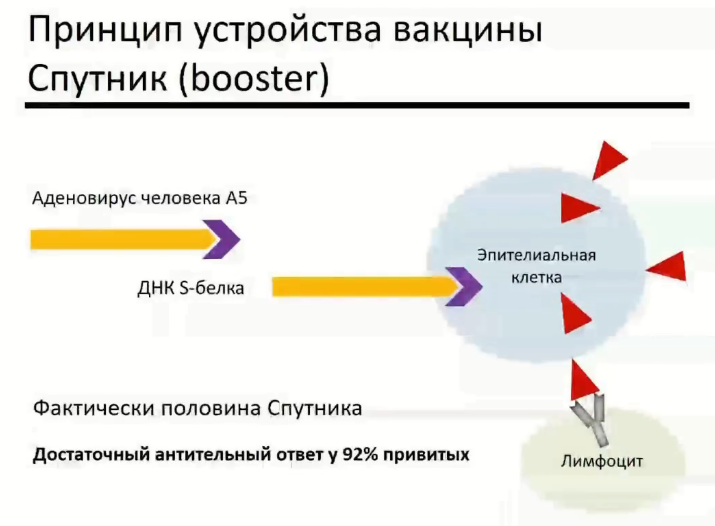 Принцип устройства вакцины
Спутник (booster)
Аденовирус человека А5
ДНК S-белка
Эпителиальная
клетка
Фактически половина Спутника
Достаточный антительный ответ у 92% привитых
Лимфоцит